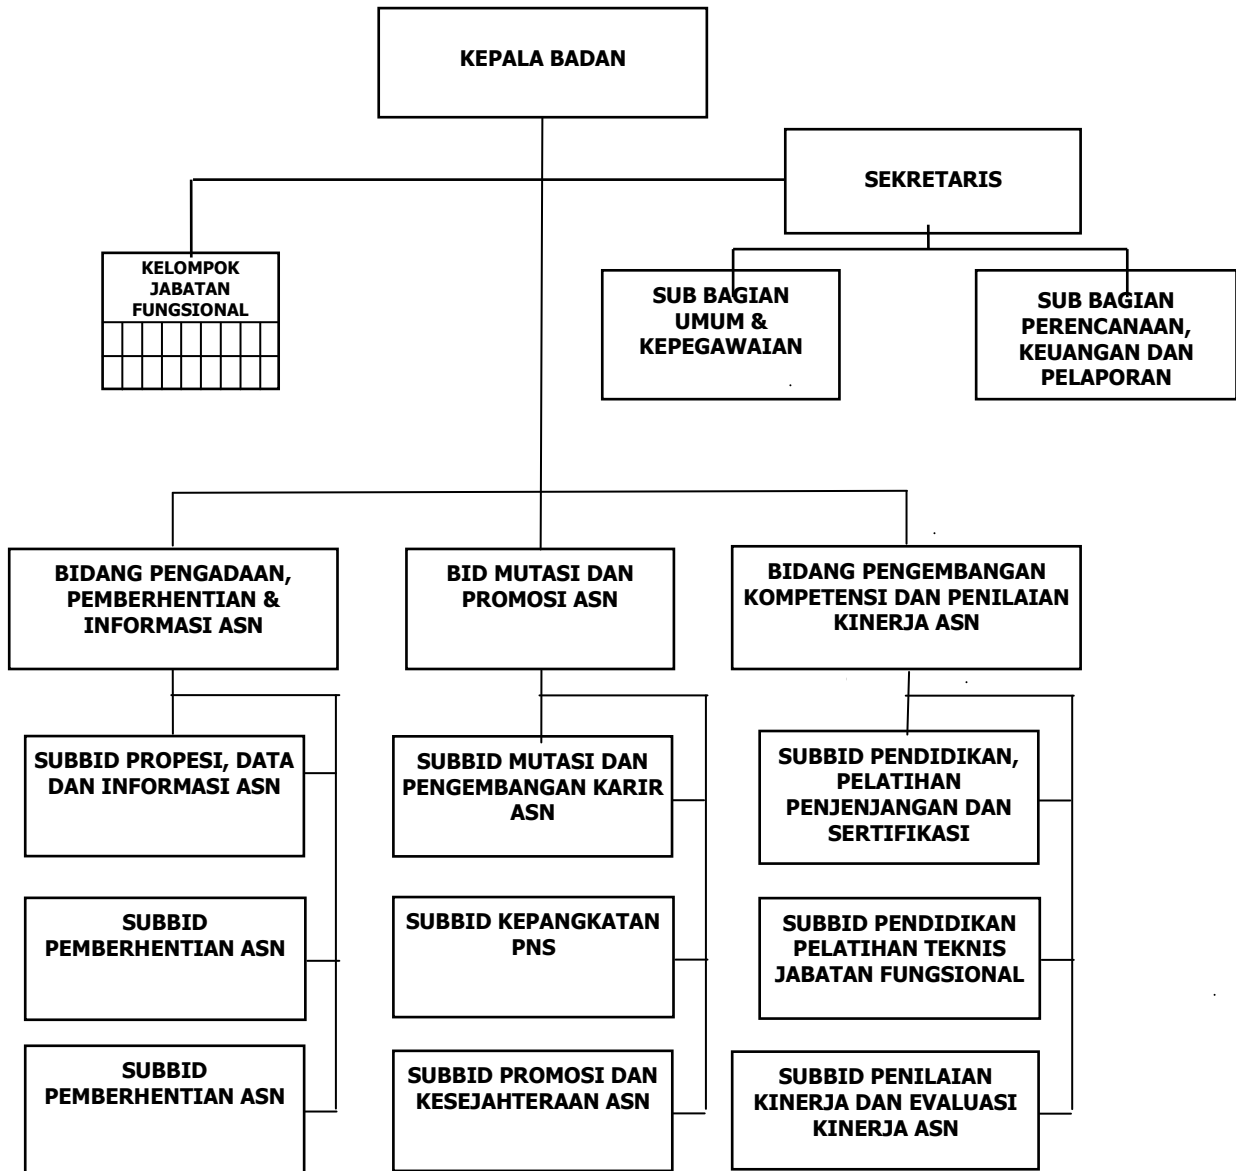 KEPALA BADAN
SEKRETARIS
KELOMPOK
JABATAN
FUNGSIONAL
SUB BAGIAN
UMUM &
KEPEGAWAIAN
SUB BAGIAN
PERENCANAAN,
KEUANGAN DAN
PELAPORAN
BIDANG PENGADAAN,
PEMBERHENTIAN &
INFORMASI ASN
BID MUTASI DAN
PROMOSI ASN
BIDANG PENGEMBANGAN
KOMPETENSI DAN PENILAIAN
KINERJA ASN
SUBBID PROPESI, DATA
DAN INFORMASI ASN
SUBBID MUTASI DAN
PENGEMBANGAN KARIR
ASN
SUBBID PENDIDIKAN,
PELATIHAN
PENJENJANGAN DAN
SERTIFIKASI
SUBBID
PEMBERHENTIAN ASN
SUBBID KEPANGKATAN
PNS
SUBBID PENDIDIKAN
PELATIHAN TEKNIS
JABATAN FUNGSIONAL
SUBBID
PEMBERHENTIAN ASN
SUBBID PROMOSI DAN
KESEJAHTERAAN ASN
SUBBID PENILAIAN
KINERJA DAN EVALUASI
KINERJA ASN